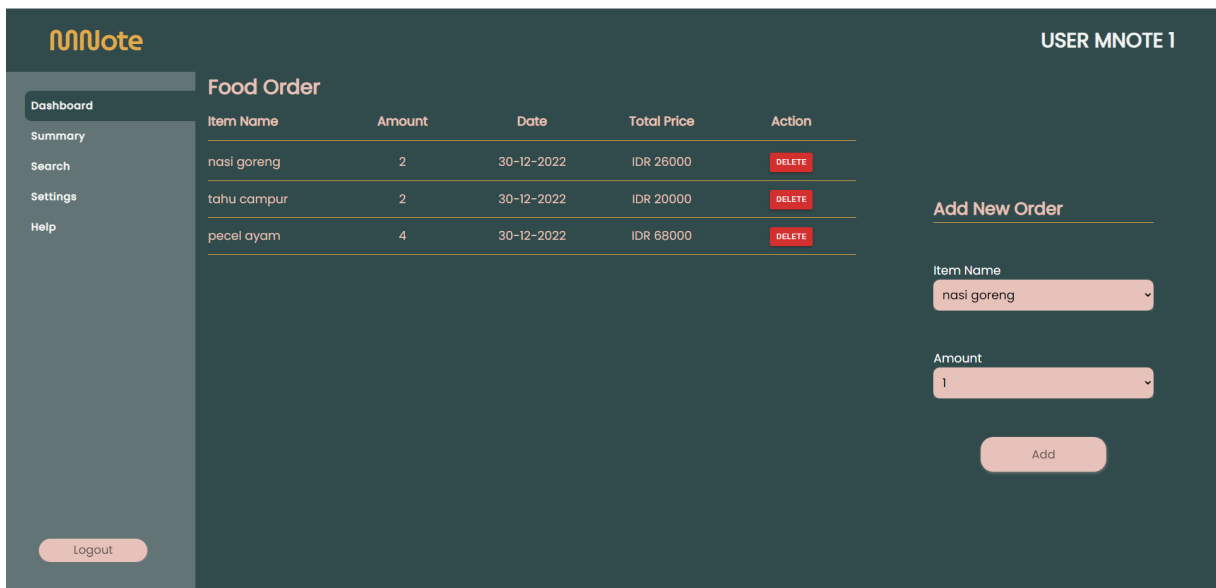 MNote
USER MNOTE 1
Dashboard
Summary
Search
Settings
Help
Logout
Food Order
Item Name Amount Date Total Price Action
nasi goreng 2 30-12-2022 IDR 26000 DELETE
tahu campur 2 30-12-2022 IDR 20000 DELETE
pecel ayam 4 30-12-2022 IDR 68000 DELETE
Add New Order
Item Name
nasi goreng
Amount
1
Add